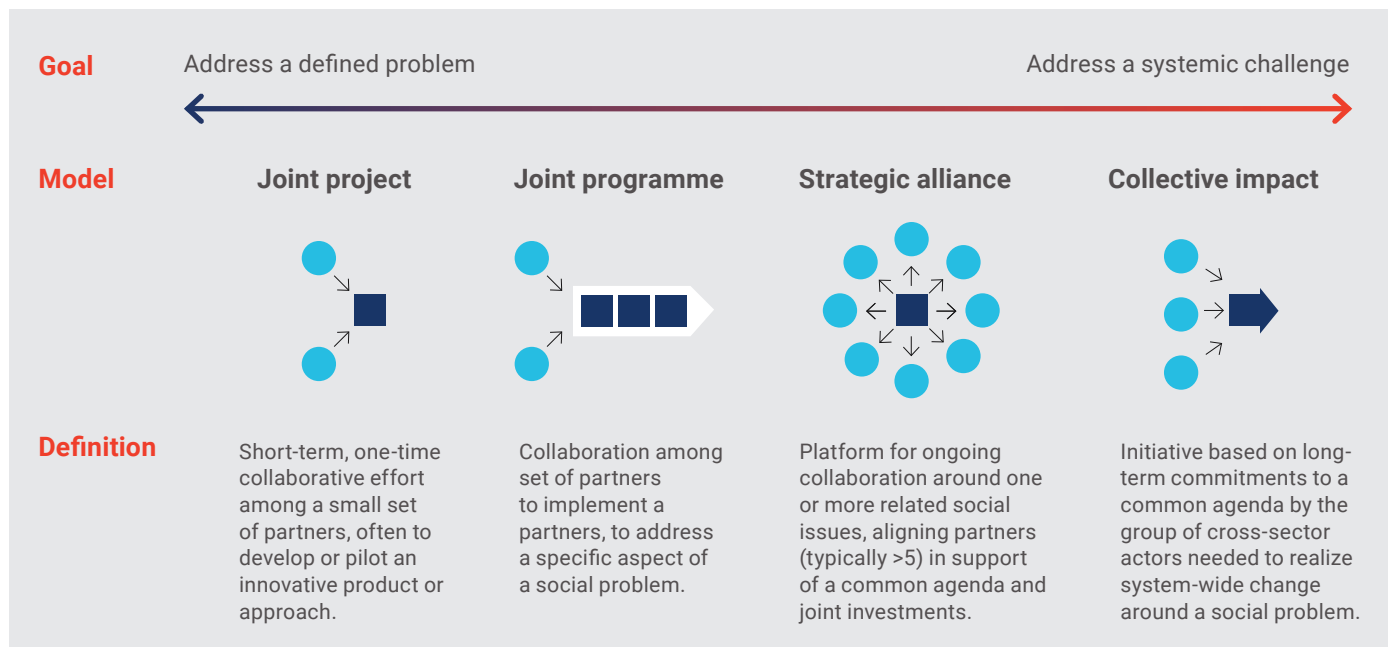 Goal
Address a defined problem
Address a systemic challenge
Model
Joint project
Joint programme
Strategic alliance
Collective impact
Definition
Short-term, one-time
collaborative effort
among a small set
of partners, often to
develop or pilot an
innovative product or
approach.
Collaboration among
set of partners
to implement a
partners, to address
a specific aspect of
a social problem.
Platform for ongoing
collaboration around one
or more related social
issues, aligning partners
(typically >5) in support
of a common agenda and
joint investments.
Initiative based on long-
term commitments to a
common agenda by the
group of cross-sector
actors needed to realize
system-wide change
around a social problem.